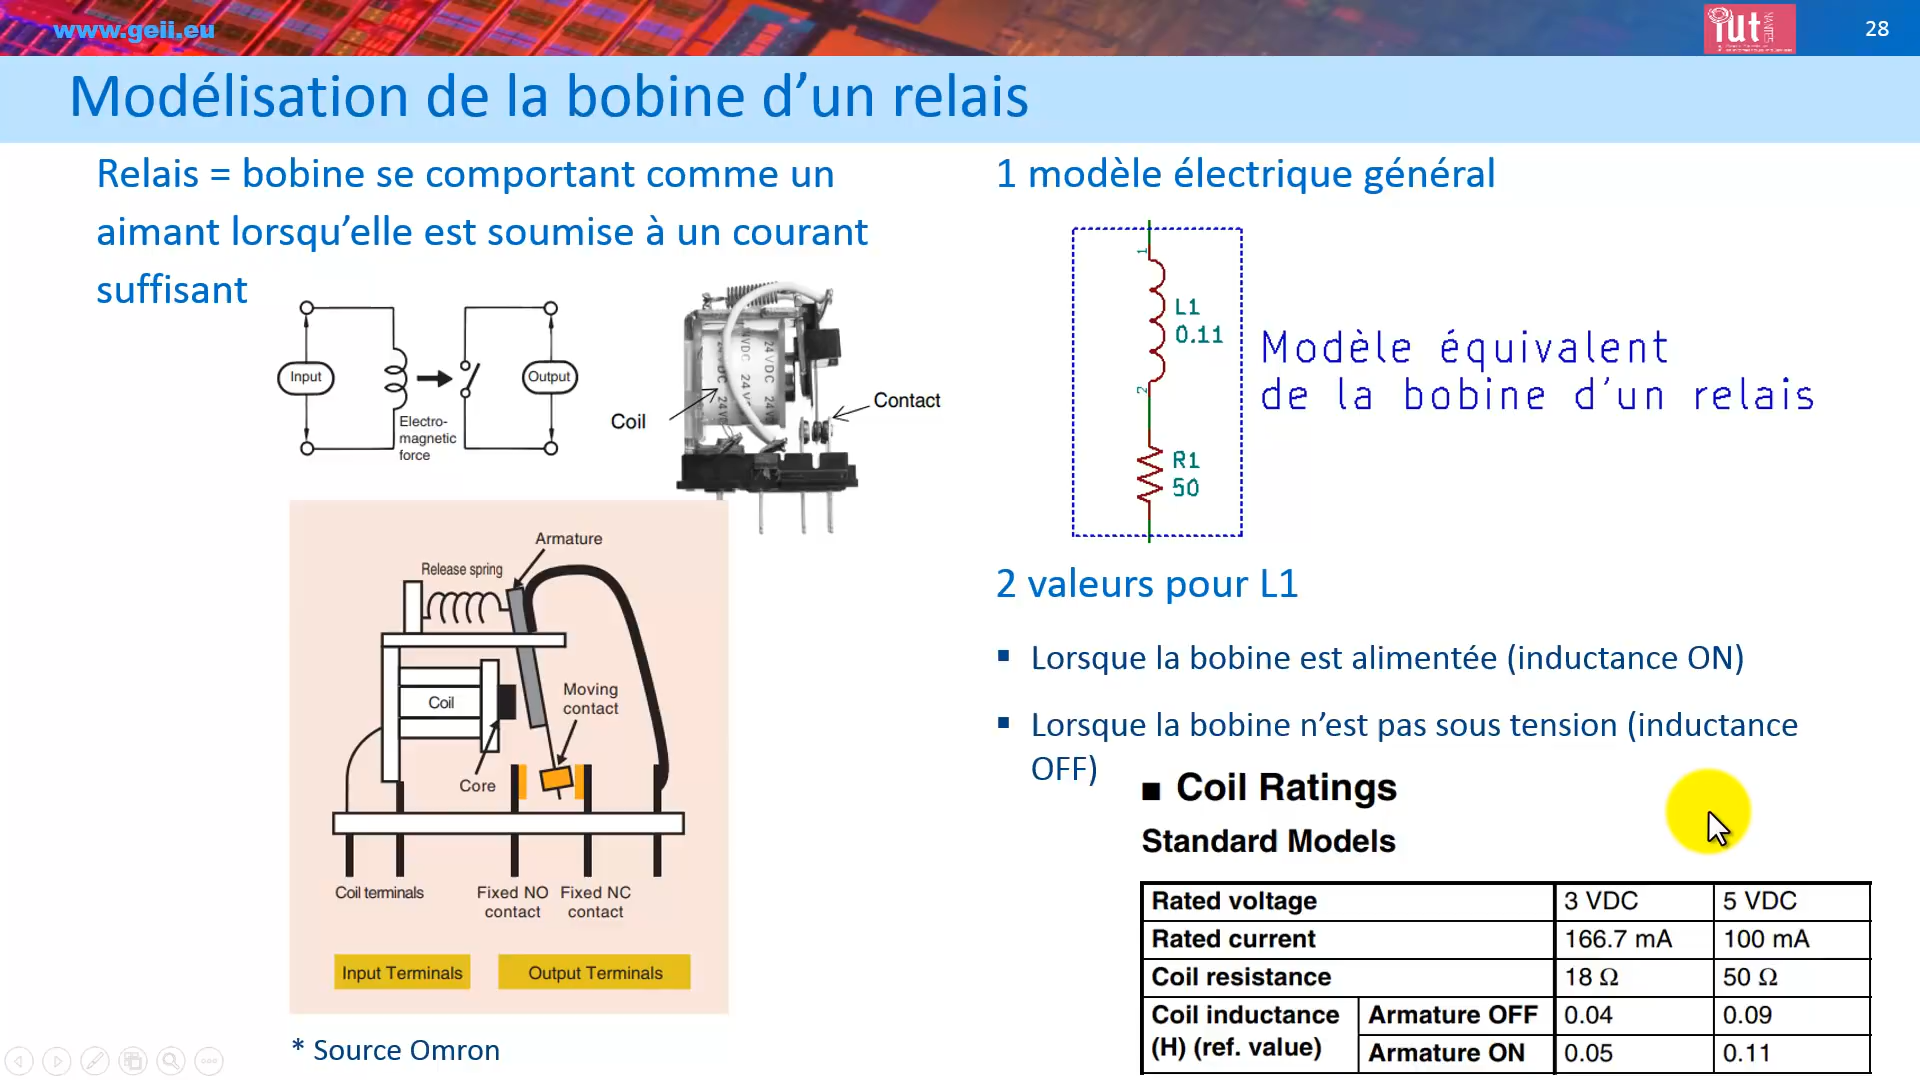 www.geii.eu
iut
NANTES
28
Modélisation de la bobine d’un relais
Relais = bobine se comportant comme un
aimant lorsqu’elle est soumise à un courant
suffisant
Input
Output
Electro-
magnetic
force
Coil
Contact
24 VDC
Armature
Release spring
Coil
Moving
contact
Core
Coil terminals
Fixed NO
contact
Fixed NC
contact
Input Terminals
Output Terminals
* Source Omron
1 modèle électrique général
1
L1
0.11
2
R1
50
Modèle équivalent
de la bobine d'un relais
2 valeurs pour L1
▪ Lorsque la bobine est alimentée (inductance ON)
▪ Lorsque la bobine n’est pas sous tension (inductance
OFF)
■ Coil Ratings
Standard Models
Rated voltage 3 VDC 5 VDC
Rated current 166.7 mA 100 mA
Coil resistance 18 Ω 50 Ω
Coil inductance
(H) (ref. value)
Armature OFF 0.04 0.09
Armature ON 0.05 0.11